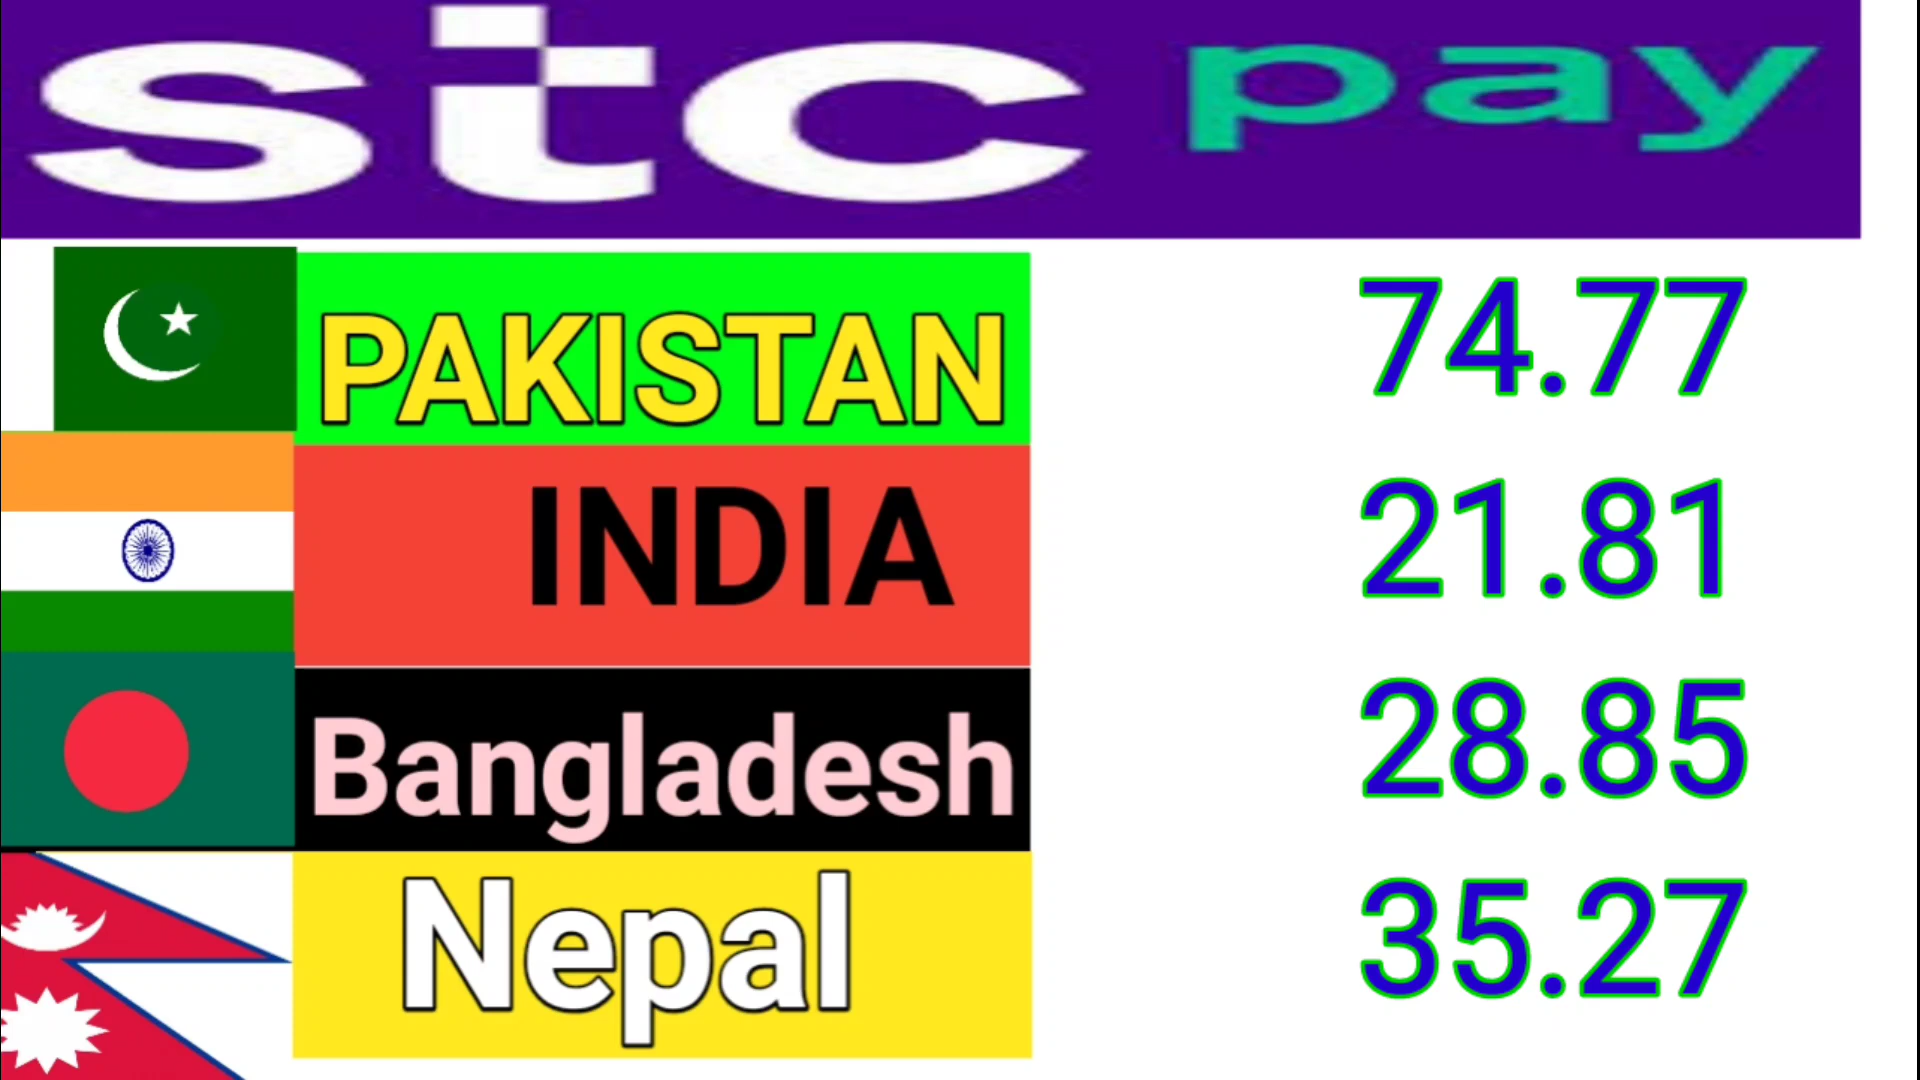 stc pay
PAKISTAN 74.77
INDIA 21.81
Bangladesh 28.85
Nepal 35.27